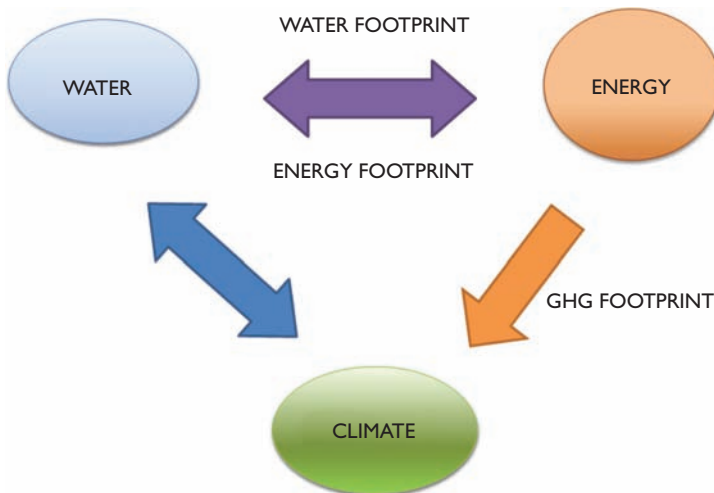 WATER FOOTPRINT
WATER
ENERGY
ENERGY FOOTPRINT
GHG FOOTPRINT
CLIMATE